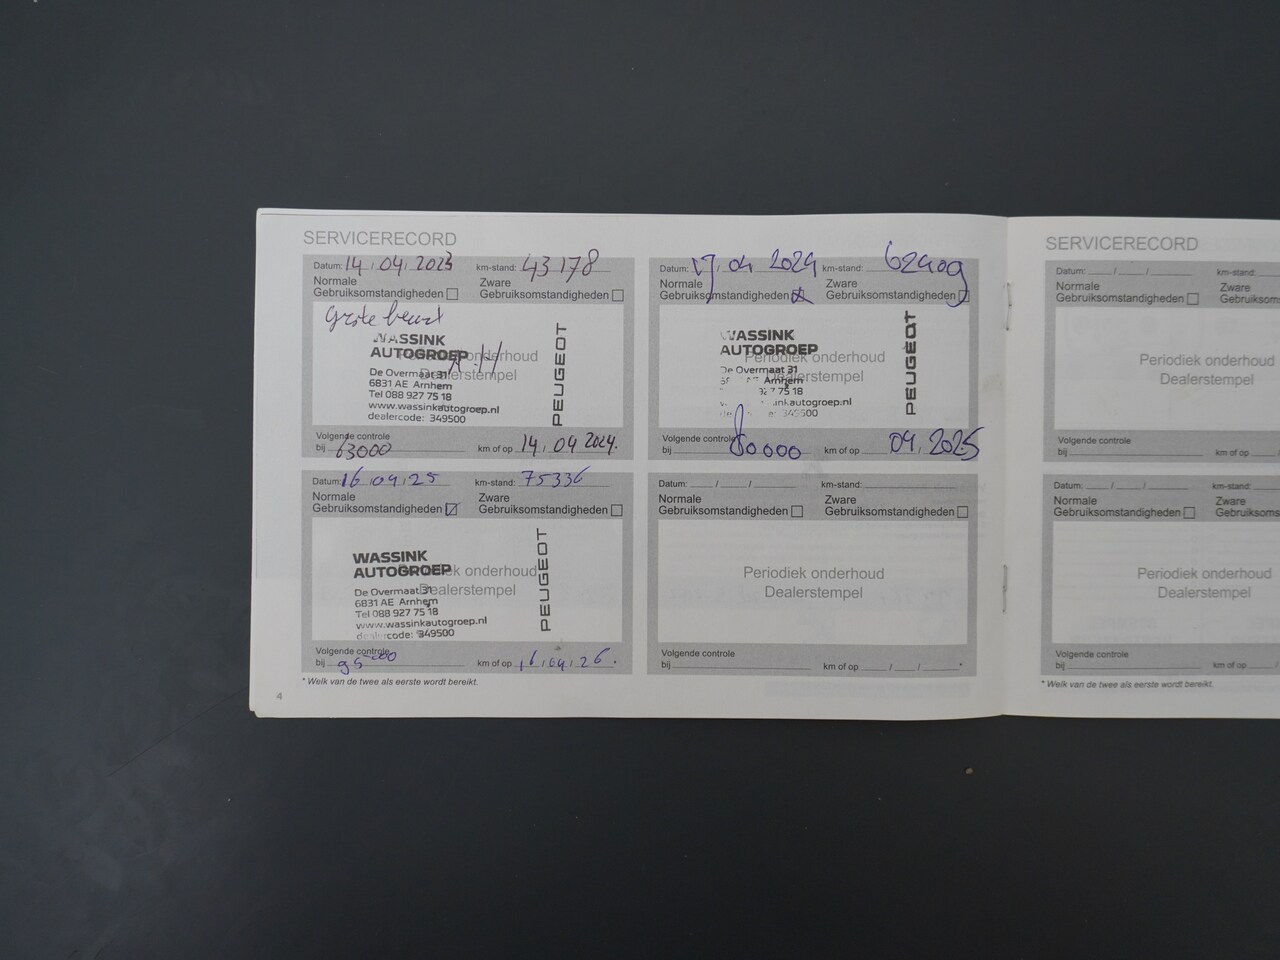 SERVICERECORD
Datum: 14 / 04 / 2023 km-stand: 43178
Normale Zware
Gebruiksomstandigheden Gebruiksomstandigheden
Grote beurt
WASSINK
AUTOGROEP
Periodiek onderhoud
Dealerstempel
De Overmaat 31
6831 AE Arnhem
Tel 088 927 75 18
www.wassinkautogroep.nl
dealercode: 349500
PEUGEOT
Volgende controle
bij 63000 km of op 14 / 04 2024.
Datum: 17 / 04 2024 km-stand: 62409
Normale Zware
Gebruiksomstandigheden Gebruiksomstandigheden
WASSINK
AUTOGROEP
Periodiek onderhoud
Dealerstempel
De Overmaat 31
Arnhem
75 18
inkautogroep.nl
349500
PEUGEOT
Volgende controle
bij 80000 km of op 04 / 2025
Datum: 16 / 04 / 25 km-stand: 75336
Normale Zware
Gebruiksomstandigheden Gebruiksomstandigheden
WASSINK
AUTOGROEP
Periodiek onderhoud
Dealerstempel
De Overmaat 31
6831 AE Arnhem
Tel 088 927 75 18
www.wassinkautogroep.nl
dealercode: 349500
PEUGEOT
Volgende controle
bij 95000 km of op 16 / 04 / 26.
Datum: / / km-stand:
Normale Zware
Gebruiksomstandigheden Gebruiksomstandigheden
Periodiek onderhoud
Dealerstempel
Volgende controle
bij km of op / / *
* Welk van de twee als eerste wordt bereikt.
4
SERVICERECORD
Datum: / / km-stand:
Normale Zware
Gebruiksomstandigheden Gebruiksoms
Periodiek onderhoud
Dealerstempel
Volgende controle
bij km of op
Datum: / / km-stand:
Normale Zware
Gebruiksomstandigheden Gebruiksoms
Periodiek onderhoud
Dealerstempel
Volgende controle
bij km of op
* Welk van de twee als eerste wordt bereikt.